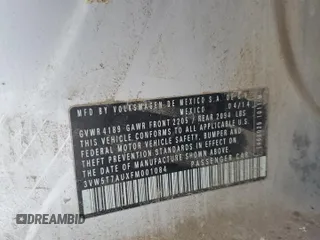 MFD. BY VOLKSWAGEN DE MEXICO S.A. DE C.V.
MEXICO 04/14
GVWR 4189 GAWR FRONT 2205 / REAR 2094 LBS
THIS VEHICLE CONFORMS TO ALL APPLICABLE U.S.
FEDERAL MOTOR VEHICLE SAFETY, BUMPER AND
THEFT PREVENTION STANDARDS IN EFFECT ON
THE DATE OF MANUFACTURE SHOWN ABOVE
3VW5T7AUXFM001084 PASSENGER CAR
DREAMBID